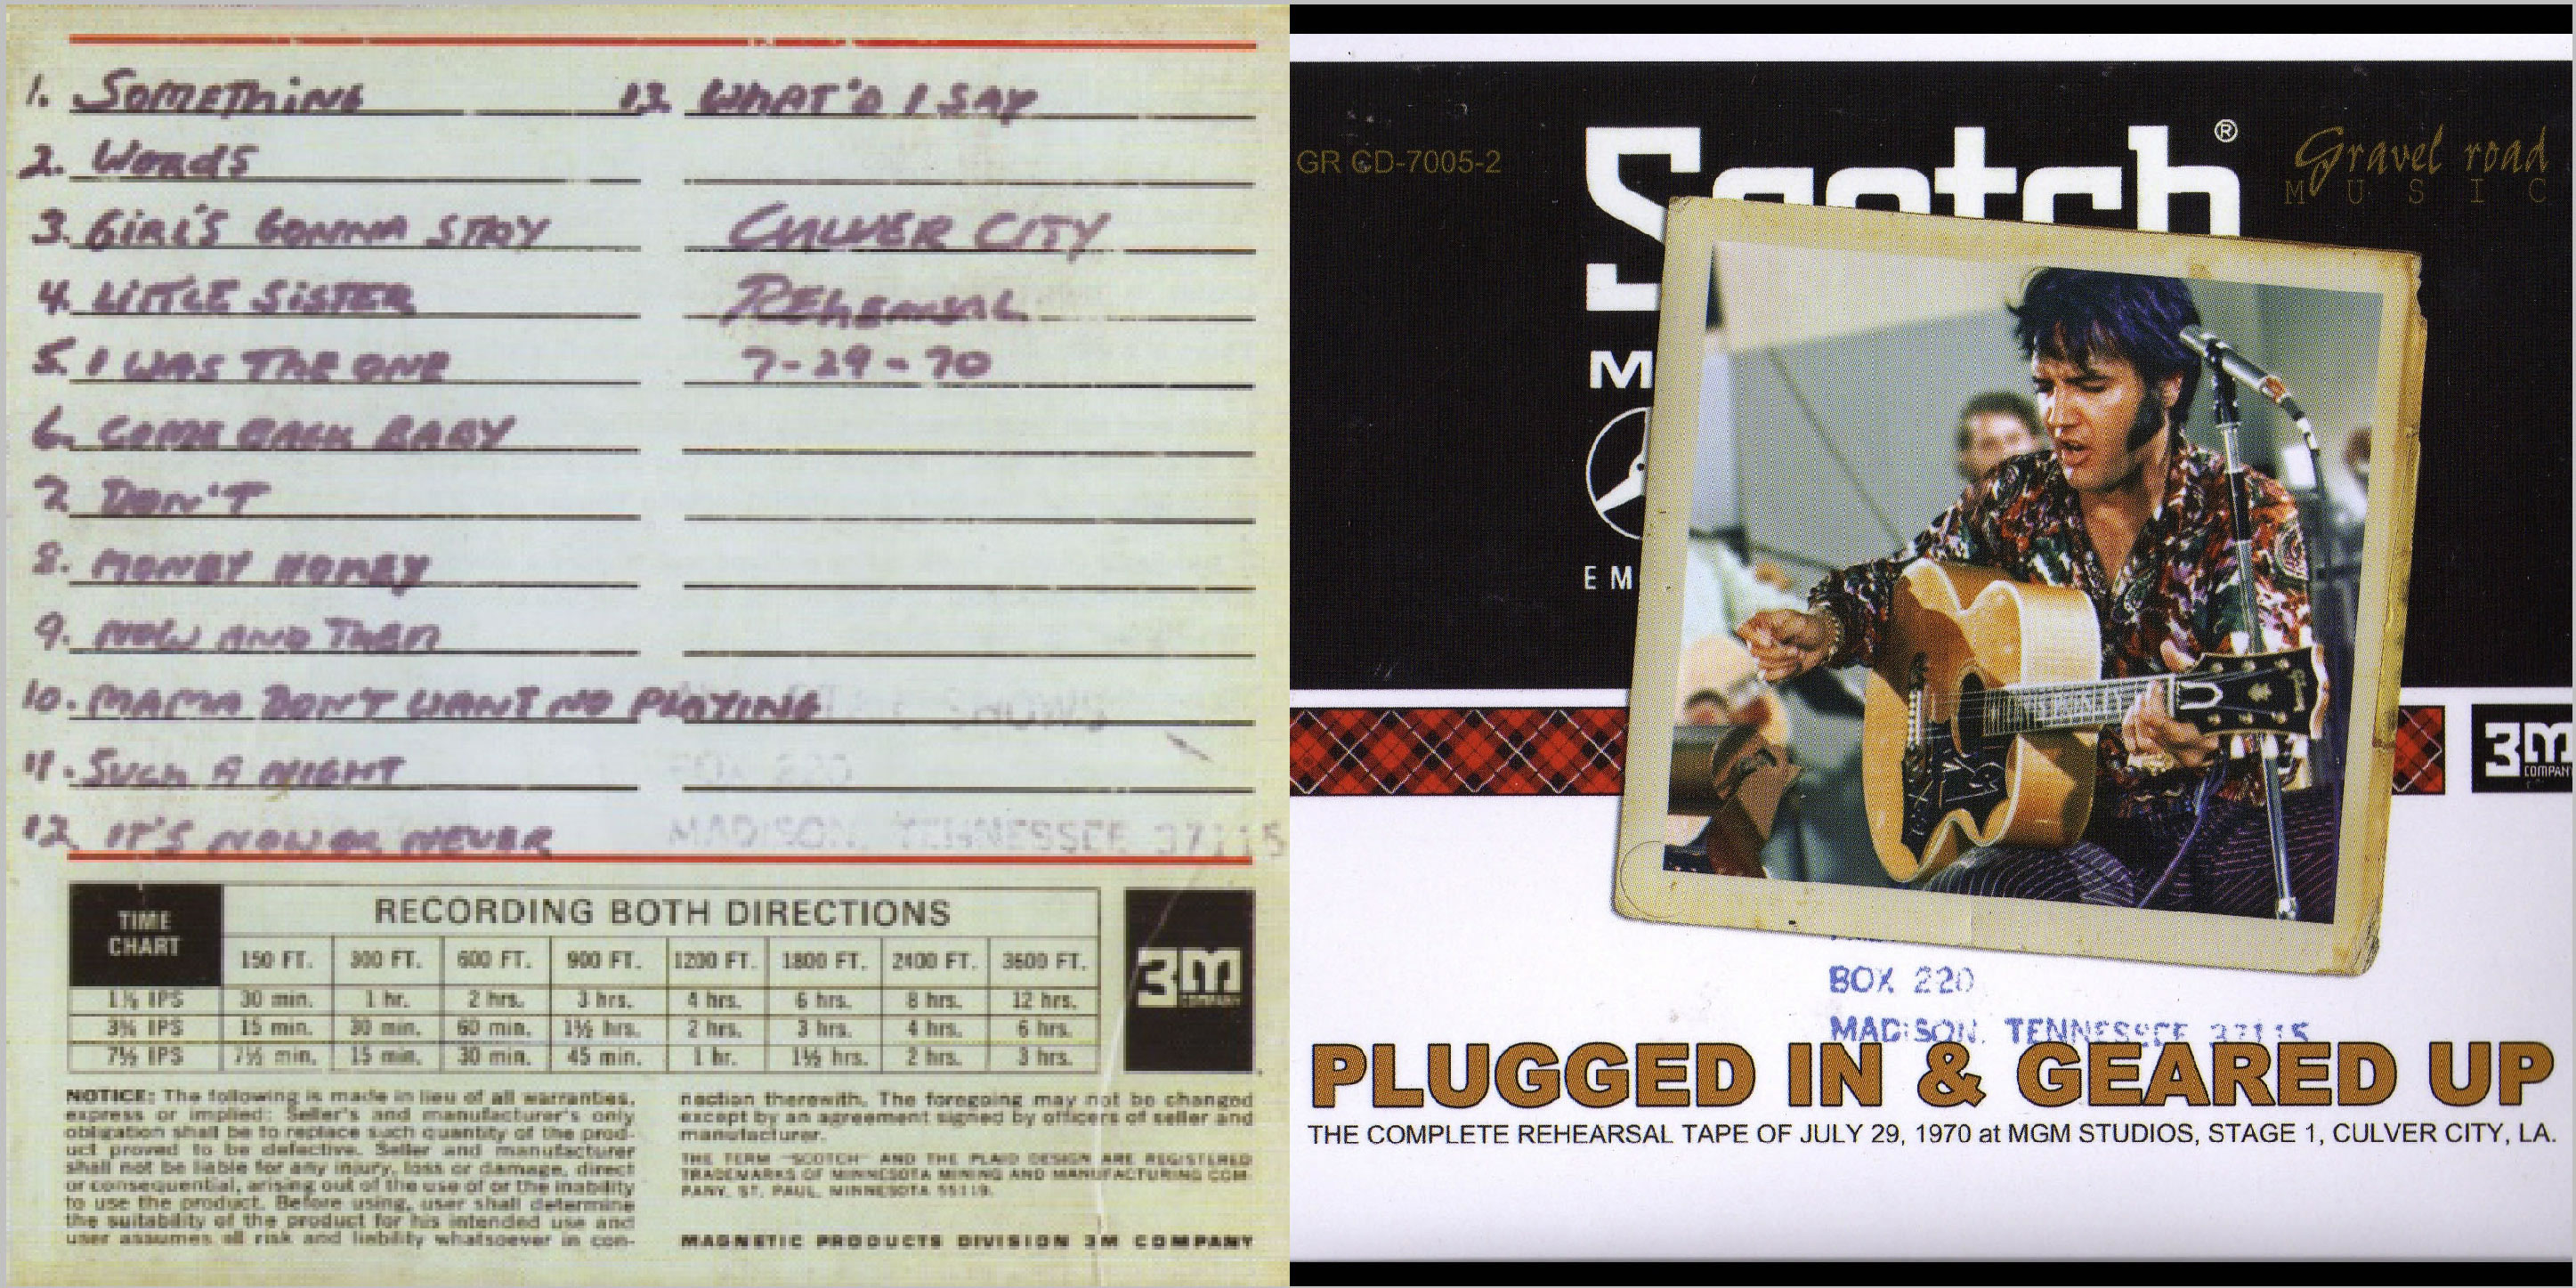 1. SOMETHING
2. WORDS
3. GIRL'S GONNA STAY
4. LITTLE SISTER
5. I WAS THE ONE
6. COME BACK BABY
7. DON'T
8. MONEY HONEY
9. NOW AND THEN
10. MAMA DON'T WANT NO PLAYING
11. SUCH A NIGHT
12. IT'S NOW OR NEVER
13. WHAT'D I SAY
CULVER CITY
REHEARSAL
7-29-70
MADISON, TENNESSEE 37115
TIME CHART
RECORDING BOTH DIRECTIONS
150 FT. 300 FT. 600 FT. 900 FT. 1200 FT. 1800 FT. 2400 FT. 3600 FT.
1⅞ IPS 30 min. 1 hr. 2 hrs. 3 hrs. 4 hrs. 6 hrs. 8 hrs. 12 hrs.
3¾ IPS 15 min. 30 min. 60 min. 1½ hrs. 2 hrs. 3 hrs. 4 hrs. 6 hrs.
7½ IPS 7½ min. 15 min. 30 min. 45 min. 1 hr. 1½ hrs. 2 hrs. 3 hrs.
3M
COMPANY
NOTICE: The following is made in lieu of all warranties,
express or implied: Seller's and manufacturer's only
obligation shall be to replace such quantity of the prod-
uct proved to be defective. Seller and manufacturer
shall not be liable for any injury, loss or damage, direct
or consequential, arising out of the use of or the inability
to use the product. Before using, user shall determine
the suitability of the product for his intended use and
user assumes all risk and liability whatsoever in con-
nection therewith. The foregoing may not be changed
except by an agreement signed by officers of seller and
manufacturer.
THE TERM "SCOTCH" AND THE PLAID DESIGN ARE REGISTERED
TRADEMARKS OF MINNESOTA MINING AND MANUFACTURING COM-
PANY, ST. PAUL, MINNESOTA 55119.
MAGNETIC PRODUCTS DIVISION 3M COMPANY
GR CD-7005-2
Scotch®
Gravel road
MUSIC
M
EM
3M
COMPAN
BOX 220
MADISON, TENNESSEE 37115
PLUGGED IN & GEARED UP
THE COMPLETE REHEARSAL TAPE OF JULY 29, 1970 at MGM STUDIOS, STAGE 1, CULVER CITY, LA.